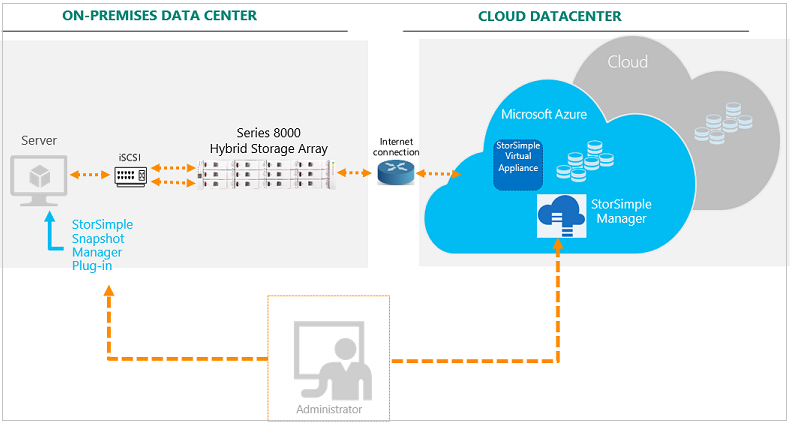 ON-PREMISES DATA CENTER
CLOUD DATACENTER
Cloud
Microsoft Azure
Server
iSCSI
Series 8000
Hybrid Storage Array
Internet
connection
StorSimple
Virtual
Appliance
StorSimple
Manager
StorSimple
Snapshot
Manager
Plug-in
Administrator